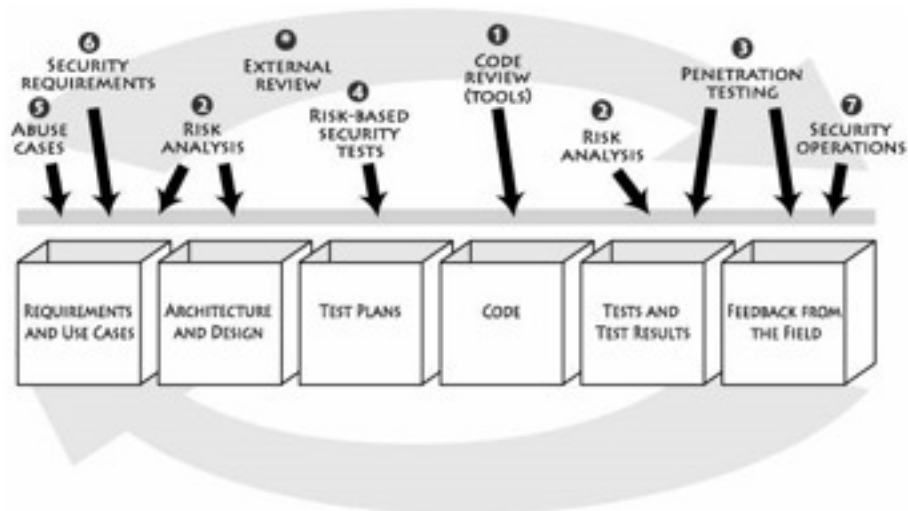 6
SECURITY
REQUIREMENTS
*
EXTERNAL
REVIEW
1
CODE
REVIEW
(TOOLS)
3
PENETRATION
TESTING
5
ABUSE
CASES
2
RISK
ANALYSIS
4
RISK-BASED
SECURITY
TESTS
2
RISK
ANALYSIS
7
SECURITY
OPERATIONS
REQUIREMENTS
AND USE CASES
ARCHITECTURE
AND DESIGN
TEST PLANS
CODE
TESTS AND
TEST RESULTS
FEEDBACK FROM
THE FIELD